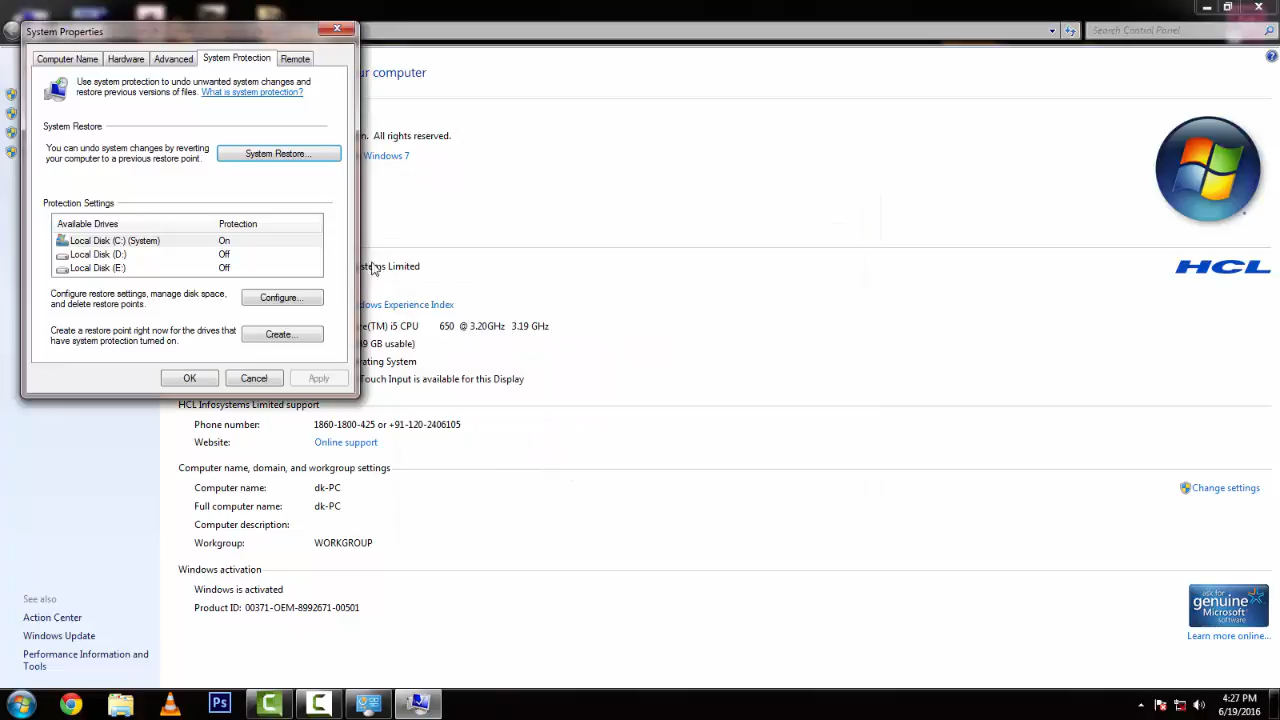 System Properties
Search Control Panel
Computer Name
Hardware
Advanced
System Protection
Remote
ur computer
Use system protection to undo unwanted system changes and
restore previous versions of files. What is system protection?
System Restore
n. All rights reserved.
You can undo system changes by reverting
your computer to a previous restore point.
System Restore...
Windows 7
Protection Settings
Available Drives
Protection
Local Disk (C:) (System)
On
Local Disk (D:)
Off
Local Disk (E:)
Off
stems Limited
HCL
Configure restore settings, manage disk space,
and delete restore points.
Configure...
dows Experience Index
e(TM) i5 CPU 650 @ 3.20GHz 3.19 GHz
Create a restore point right now for the drives that
have system protection turned on.
Create...
9 GB usable)
rating System
OK
Cancel
Apply
Touch Input is available for this Display
HCL Infosystems Limited support
Phone number:
1860-1800-425 or +91-120-2406105
Website:
Online support
Computer name, domain, and workgroup settings
Computer name:
dk-PC
Change settings
Full computer name:
dk-PC
Computer description:
Workgroup:
WORKGROUP
Windows activation
Windows is activated
Product ID: 00371-OEM-8992671-00501
See also
Action Center
Windows Update
Performance Information and
Tools
ask for
genuine
Microsoft
software
Learn more online...
Ps
4:27 PM
6/19/2016